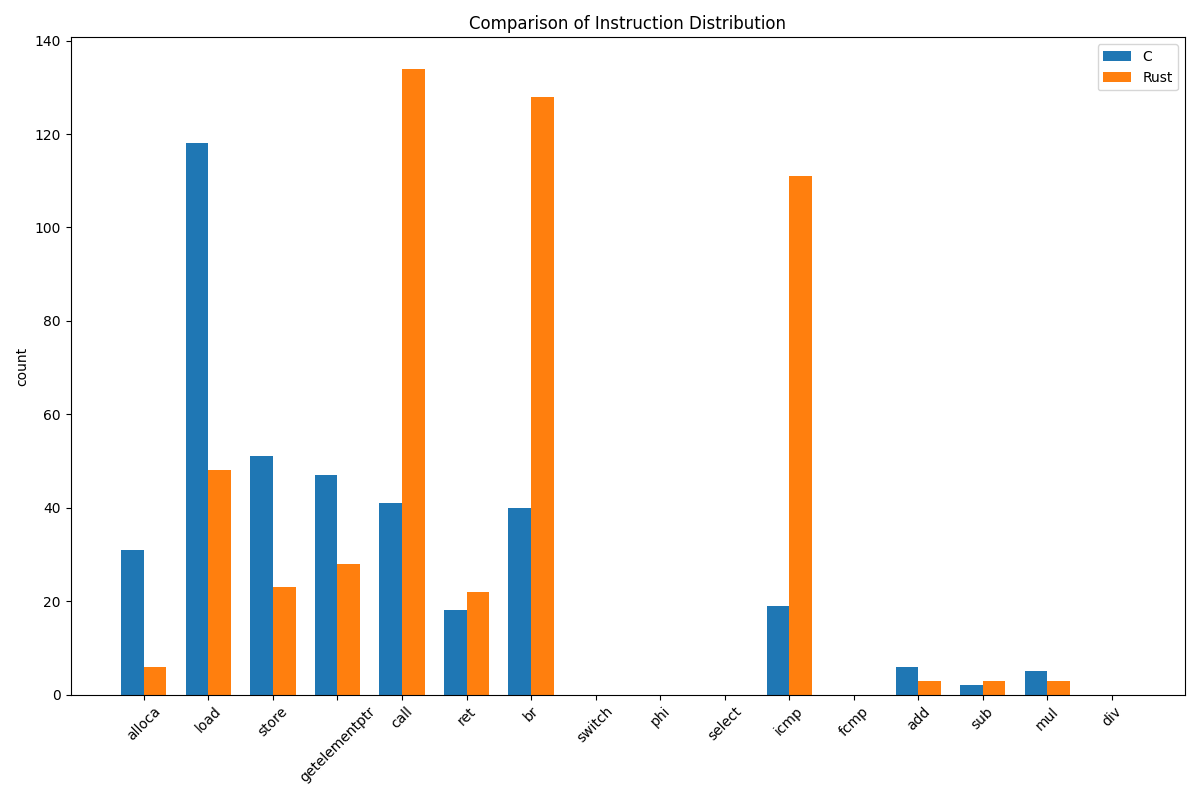 Comparison of Instruction Distribution
C
Rust
count
140
120
100
80
60
40
20
0
alloca
load
store
getelementptr
call
ret
br
switch
phi
select
icmp
fcmp
add
sub
mul
div